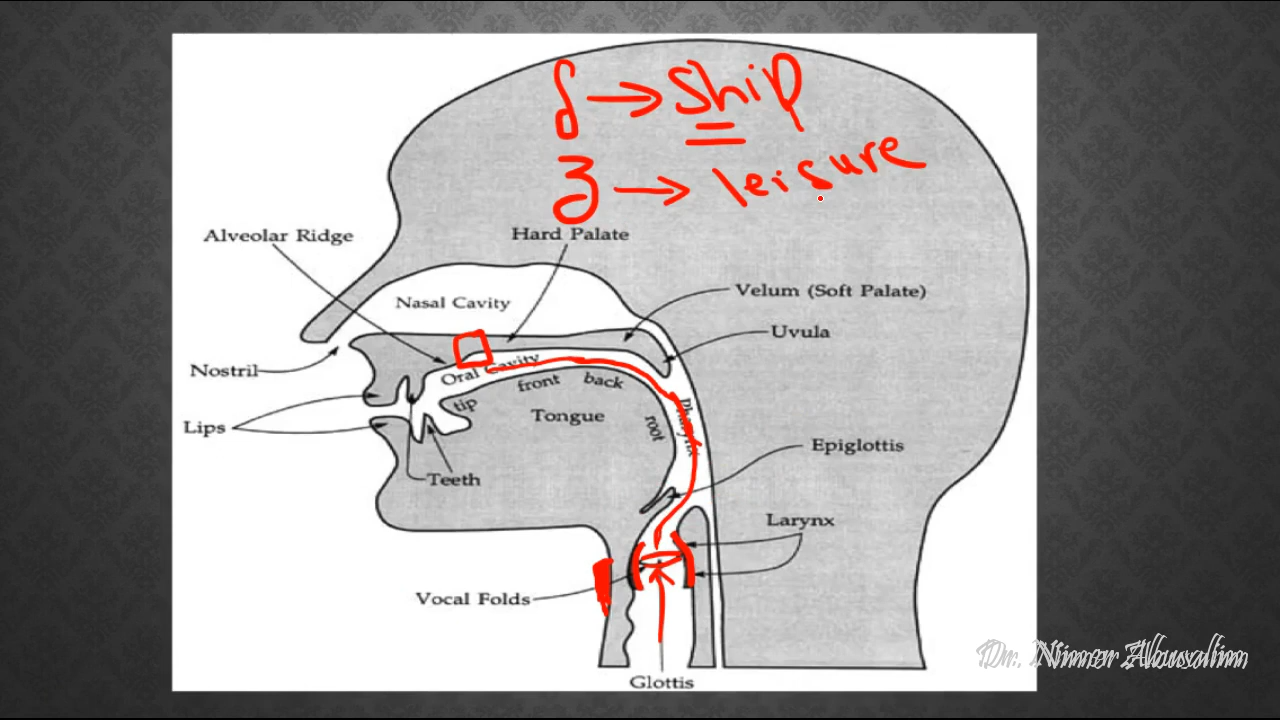 ʃ → ship
ʒ → leisure
Alveolar Ridge
Hard Palate
Nasal Cavity
Velum (Soft Palate)
Uvula
Nostril
Oral Cavity
front
back
tip
Lips
Tongue
root
Pharynx
Epiglottis
Teeth
Larynx
Vocal Folds
Glottis
Dr. Nimer Abusalim